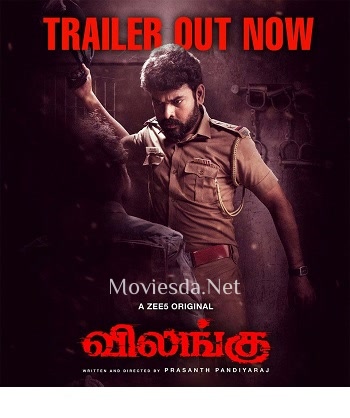 TRAILER OUT NOW
Moviesda.Net
A ZEE5 ORIGINAL
விலங்கு
WRITTEN AND DIRECTED BY PRASANTH PANDIYARAJ